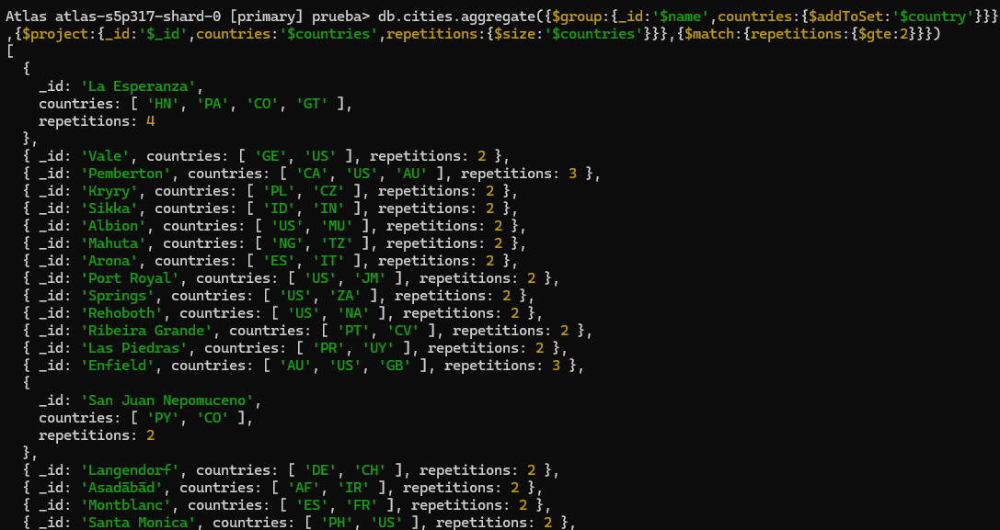 Atlas atlas-s5p317-shard-0 [primary] prueba> db.cities.aggregate({$group:{_id:'$name',countries:{$addToSet:'$country'}}}
,{$project:{_id:'$_id',countries:'$countries',repetitions:{$size:'$countries'}}},{$match:{repetitions:{$gte:2}}})
[
  {
    _id: 'La Esperanza',
    countries: [ 'HN', 'PA', 'CO', 'GT' ],
    repetitions: 4
  },
  { _id: 'Vale', countries: [ 'GE', 'US' ], repetitions: 2 },
  { _id: 'Pemberton', countries: [ 'CA', 'US', 'AU' ], repetitions: 3 },
  { _id: 'Kryry', countries: [ 'PL', 'CZ' ], repetitions: 2 },
  { _id: 'Sikka', countries: [ 'ID', 'IN' ], repetitions: 2 },
  { _id: 'Albion', countries: [ 'US', 'MU' ], repetitions: 2 },
  { _id: 'Mahuta', countries: [ 'NG', 'TZ' ], repetitions: 2 },
  { _id: 'Arona', countries: [ 'ES', 'IT' ], repetitions: 2 },
  { _id: 'Port Royal', countries: [ 'US', 'JM' ], repetitions: 2 },
  { _id: 'Springs', countries: [ 'US', 'ZA' ], repetitions: 2 },
  { _id: 'Rehoboth', countries: [ 'US', 'NA' ], repetitions: 2 },
  { _id: 'Ribeira Grande', countries: [ 'PT', 'CV' ], repetitions: 2 },
  { _id: 'Las Piedras', countries: [ 'PR', 'UY' ], repetitions: 2 },
  { _id: 'Enfield', countries: [ 'AU', 'US', 'GB' ], repetitions: 3 },
  {
    _id: 'San Juan Nepomuceno',
    countries: [ 'PY', 'CO' ],
    repetitions: 2
  },
  { _id: 'Langendorf', countries: [ 'DE', 'CH' ], repetitions: 2 },
  { _id: 'Asadābād', countries: [ 'AF', 'IR' ], repetitions: 2 },
  { _id: 'Montblanc', countries: [ 'ES', 'FR' ], repetitions: 2 },
  { _id: 'Santa Monica', countries: [ 'PH', 'US' ], repetitions: 2 },